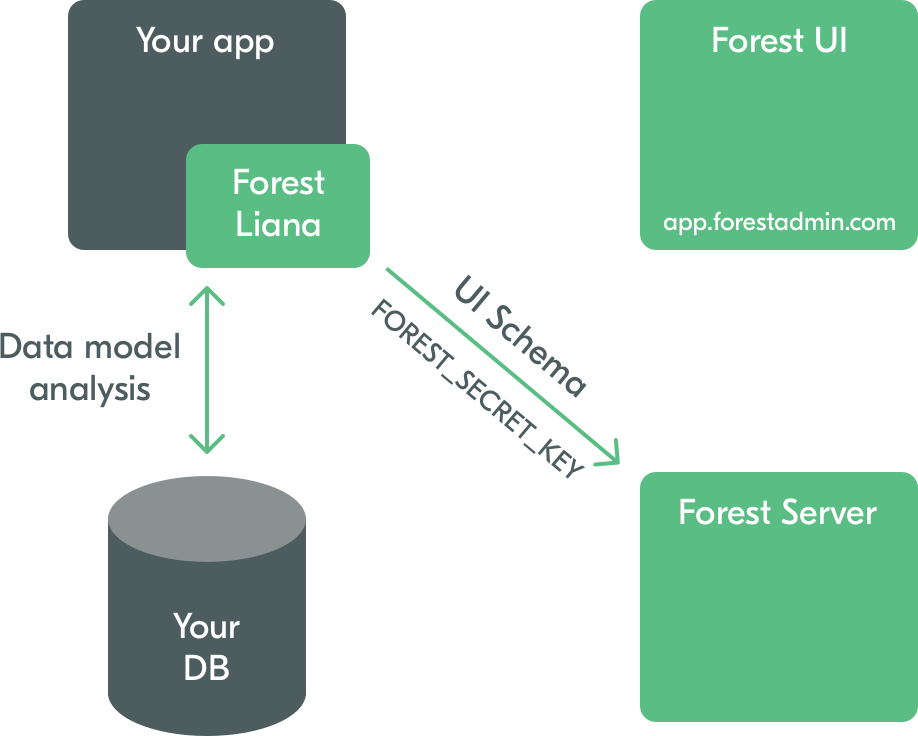 Your app
Forest
Liana
Forest UI
app.forestadmin.com
Data model
analysis
UI Schema
FOREST_SECRET_KEY
Your
DB
Forest Server